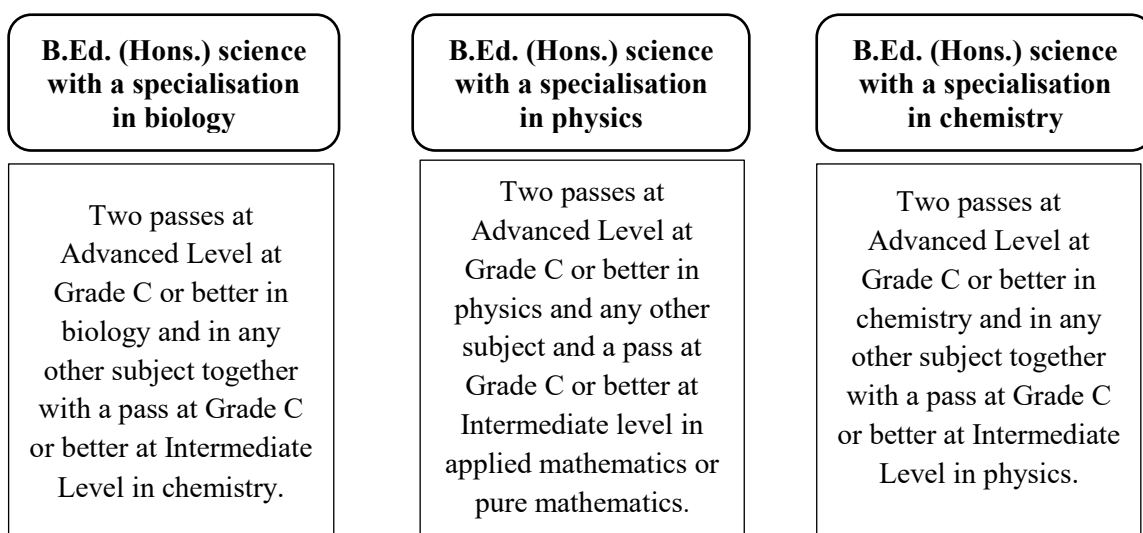 B.Ed. (Hons.) science
with a specialisation
in biology
Two passes at
Advanced Level at
Grade C or better in
biology and in any
other subject together
with a pass at Grade C
or better at Intermediate
Level in chemistry.
B.Ed. (Hons.) science
with a specialisation
in physics
Two passes at
Advanced Level at
Grade C or better in
physics and any other
subject and a pass at
Grade C or better at
Intermediate level in
applied mathematics or
pure mathematics.
B.Ed. (Hons.) science
with a specialisation
in chemistry
Two passes at
Advanced Level at
Grade C or better in
chemistry and in any
other subject together
with a pass at Grade C
or better at Intermediate
Level in physics.